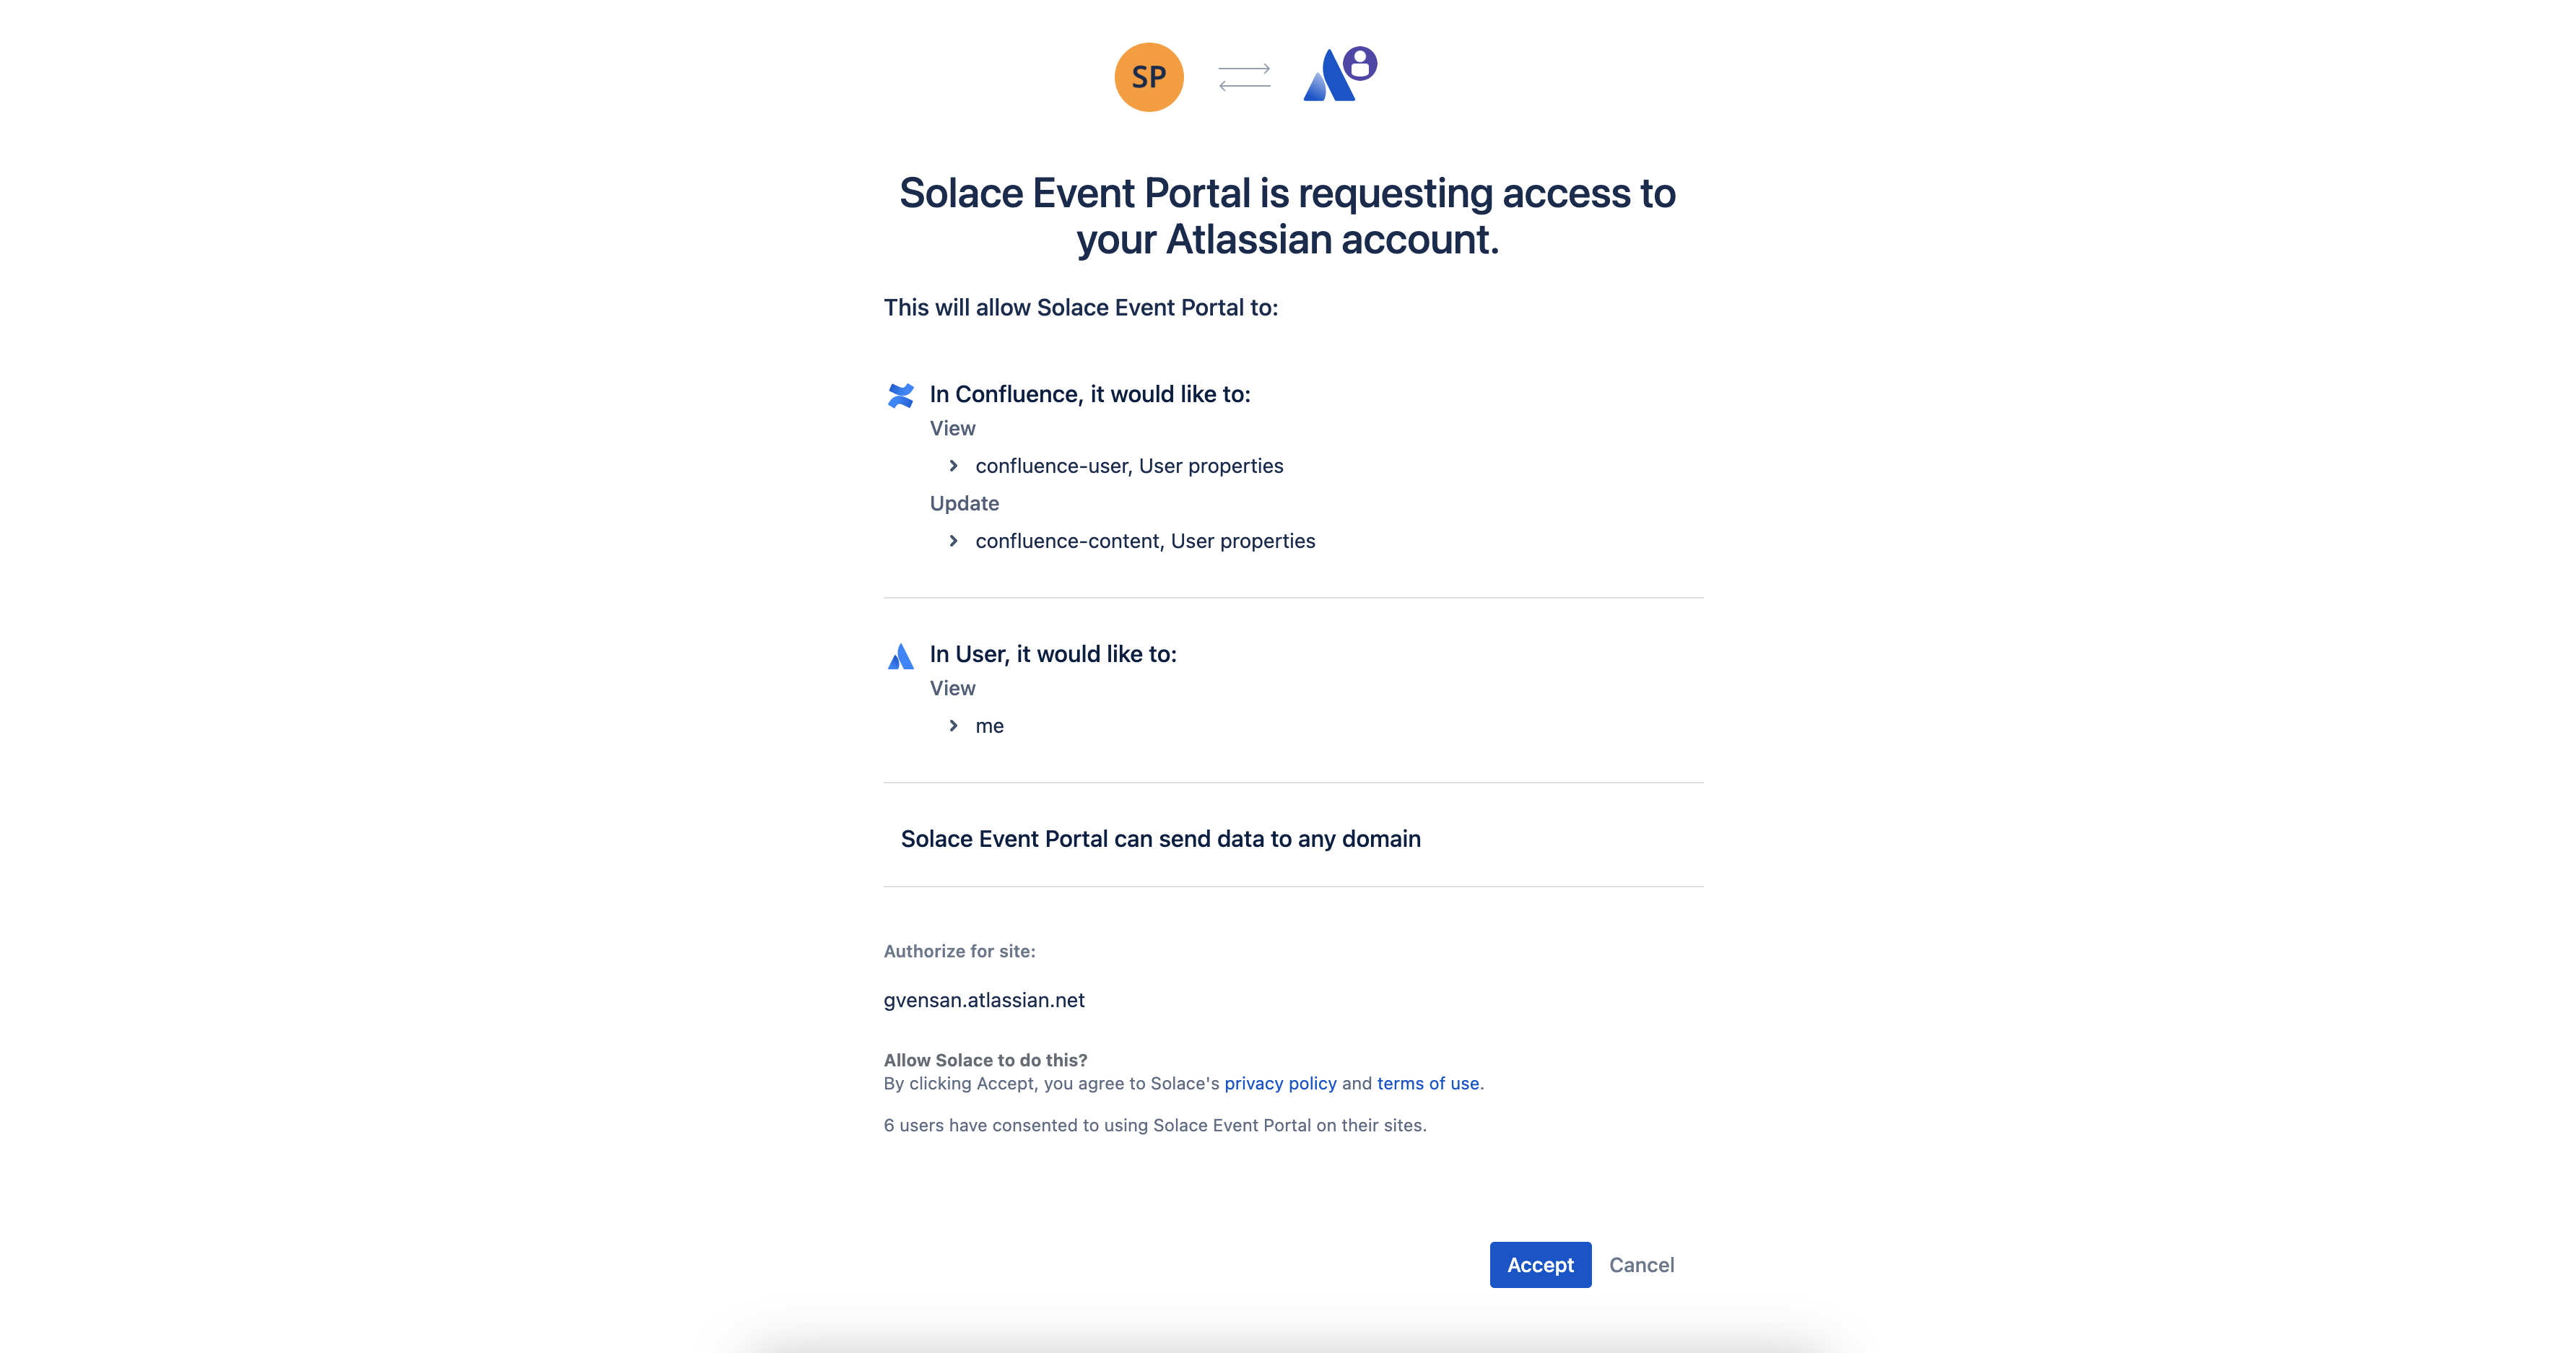 SP
Solace Event Portal is requesting access to
your Atlassian account.
This will allow Solace Event Portal to:
In Confluence, it would like to:
View
confluence-user, User properties
Update
confluence-content, User properties
In User, it would like to:
View
me
Solace Event Portal can send data to any domain
Authorize for site:
gvensan.atlassian.net
Allow Solace to do this?
By clicking Accept, you agree to Solace's privacy policy and terms of use.
6 users have consented to using Solace Event Portal on their sites.
Accept Cancel